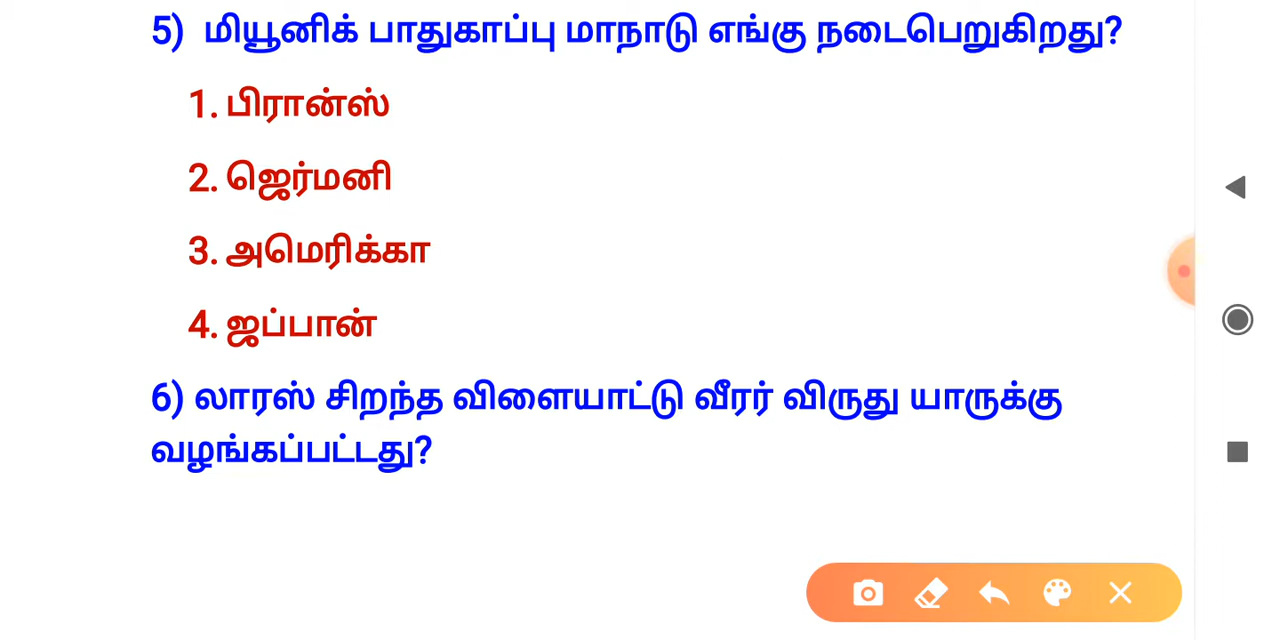 5) மியூனிக் பாதுகாப்பு மாநாடு எங்கு நடைபெறுகிறது?
1. பிரான்ஸ்
2. ஜெர்மனி
3. அமெரிக்கா
4. ஜப்பான்
6) லாரஸ் சிறந்த விளையாட்டு வீரர் விருது யாருக்கு
வழங்கப்பட்டது?